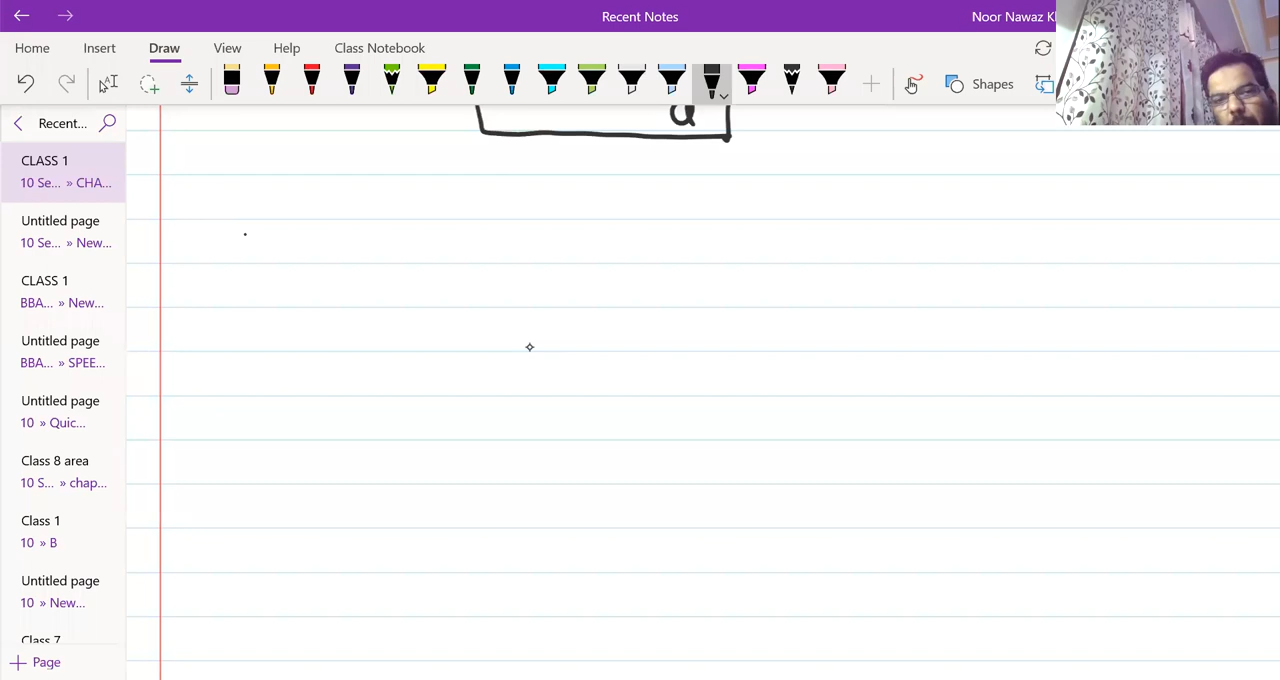 Recent Notes
Noor Nawaz
Home
Insert
Draw
View
Help
Class Notebook
Shapes
Recent...
CLASS 1
10 Se... » CHA...
Untitled page
10 Se... » New...
CLASS 1
BBA... » New...
Untitled page
BBA... » SPEE...
Untitled page
10 » Quic...
Class 8 area
10 S... » chap...
Class 1
10 » B
Untitled page
10 » New...
Class 7
Page